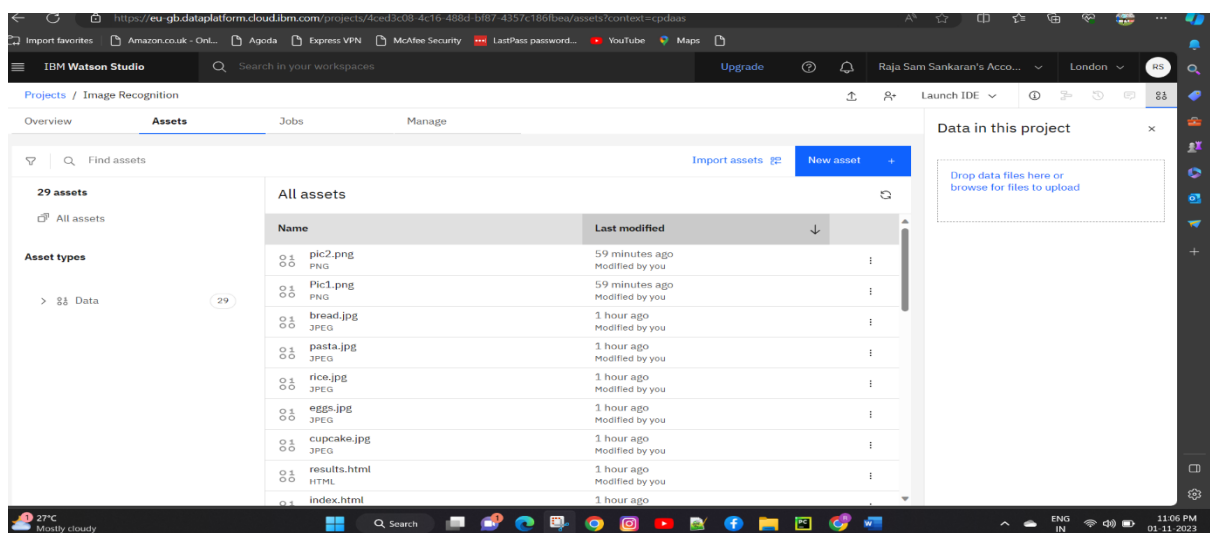 https://eu-gb.dataplatform.cloud.ibm.com/projects/4ced3c08-4c16-488d-bf87-4357c186fbea/assets?context=cpdaas
Import favorites Amazon.co.uk - Onl... Agoda Express VPN McAfee Security LastPass password... YouTube Maps
IBM Watson Studio Search in your workspaces Upgrade Raja Sam Sankaran's Acco... London RS
Projects / Image Recognition Launch IDE
Overview Assets Jobs Manage
Data in this project
Find assets Import assets New asset +
Drop data files here or
browse for files to upload
29 assets
All assets
All assets
Name Last modified
Asset types
Data 29
pic2.png 59 minutes ago
PNG Modified by you
Pic1.png 59 minutes ago
PNG Modified by you
bread.jpg 1 hour ago
JPEG Modified by you
pasta.jpg 1 hour ago
JPEG Modified by you
rice.jpg 1 hour ago
JPEG Modified by you
eggs.jpg 1 hour ago
JPEG Modified by you
cupcake.jpg 1 hour ago
JPEG Modified by you
results.html 1 hour ago
HTML Modified by you
index.html 1 hour ago
27°C
Mostly cloudy
Search
ENG
IN
11:06 PM
01-11-2023